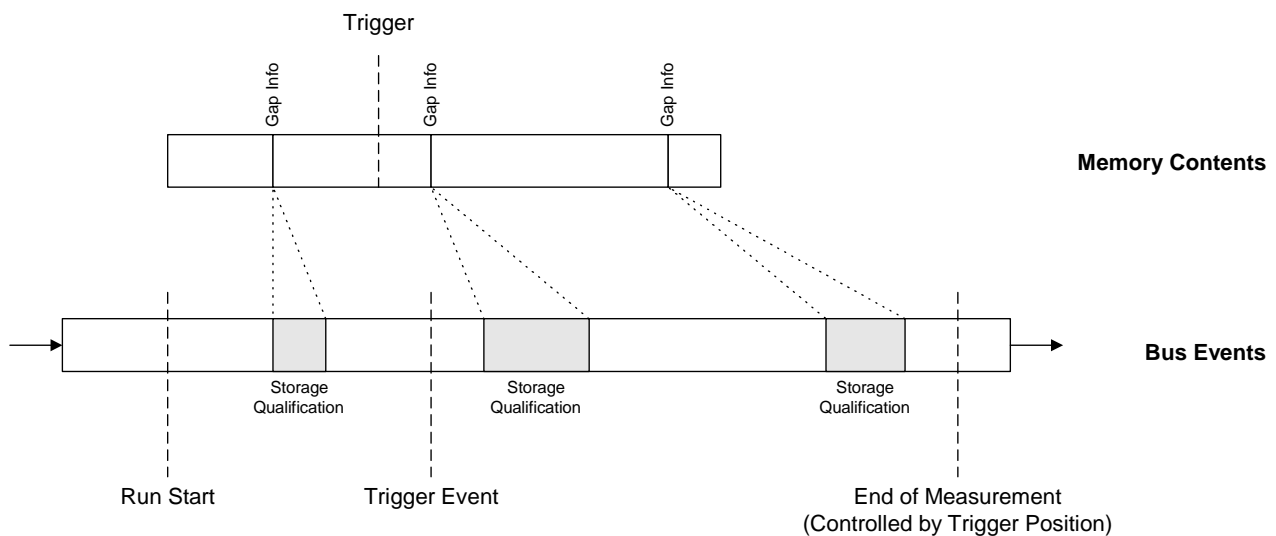 Trigger
Gap Info
Gap Info
Gap Info
Memory Contents
Bus Events
Storage
Qualification
Storage
Qualification
Storage
Qualification
Run Start
Trigger Event
End of Measurement
(Controlled by Trigger Position)